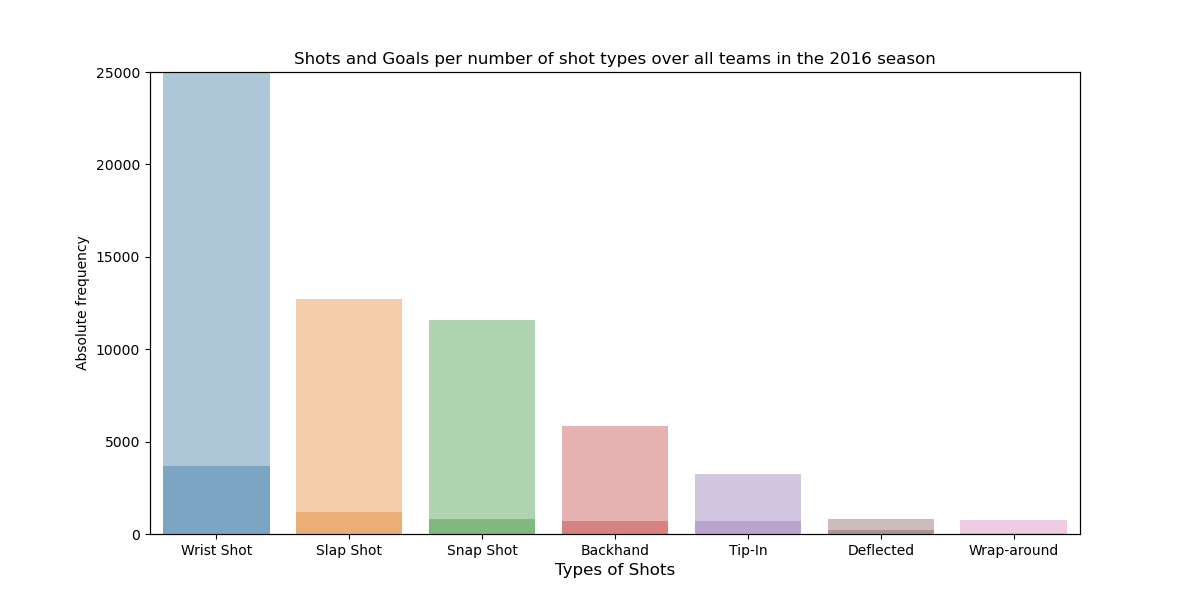 Shots and Goals per number of shot types over all teams in the 2016 season
25000
20000
15000
10000
5000
0
Absolute frequency
Wrist Shot Slap Shot Snap Shot Backhand Tip-In Deflected Wrap-around
Types of Shots